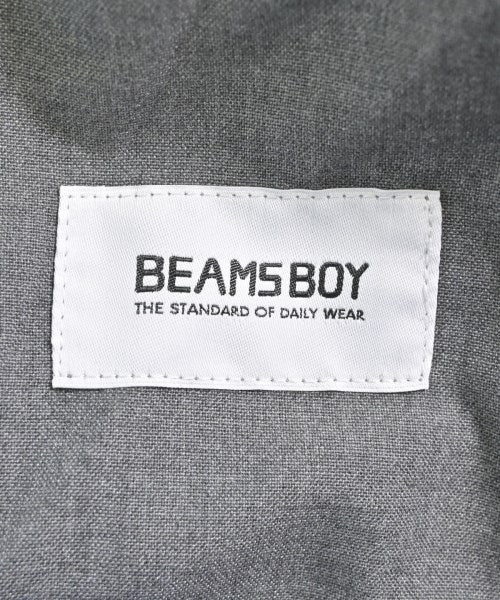 BEAMS BOY
THE STANDARD OF DAILY WEAR